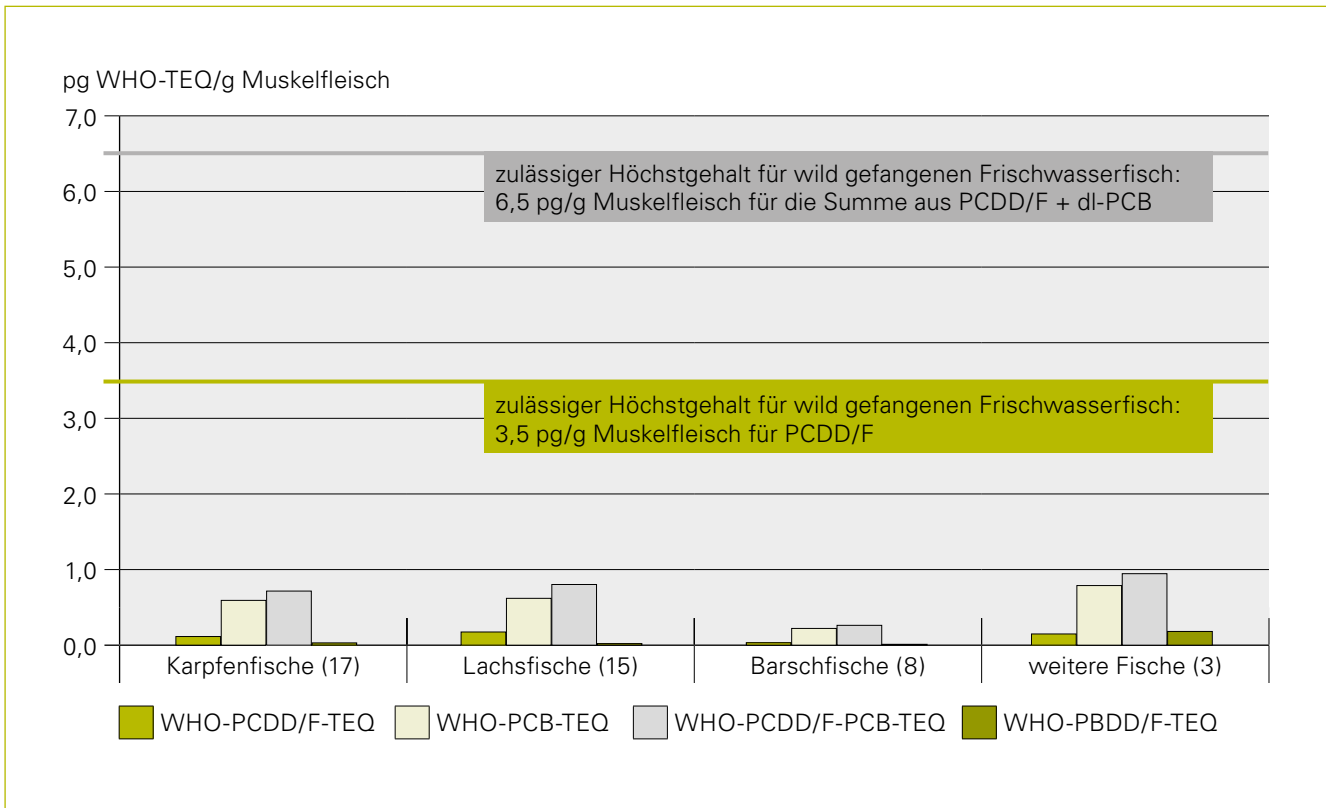 pg WHO-TEQ/g Muskelfleisch
7,0
zulässiger Höchstgehalt für wild gefangenen Frischwasserfisch:
6,5 pg/g Muskelfleisch für die Summe aus PCDD/F + dl-PCB
6,0
5,0
4,0
zulässiger Höchstgehalt für wild gefangenen Frischwasserfisch:
3,5 pg/g Muskelfleisch für PCDD/F
3,0
2,0
1,0
0,0
Karpfenfische (17) Lachsfische (15) Barschfische (8) weitere Fische (3)
WHO-PCDD/F-TEQ WHO-PCB-TEQ WHO-PCDD/F-PCB-TEQ WHO-PBDD/F-TEQ